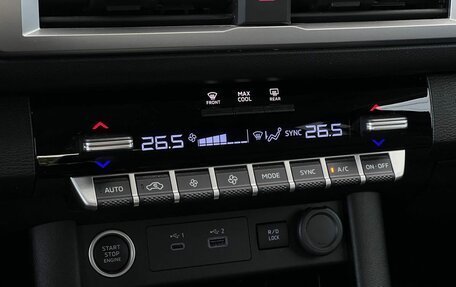 FRONT MAX COOL REAR
26.5 SYNC 26.5
AUTO MODE SYNC A/C ON·OFF
START STOP ENGINE
1 2
R/D LOCK